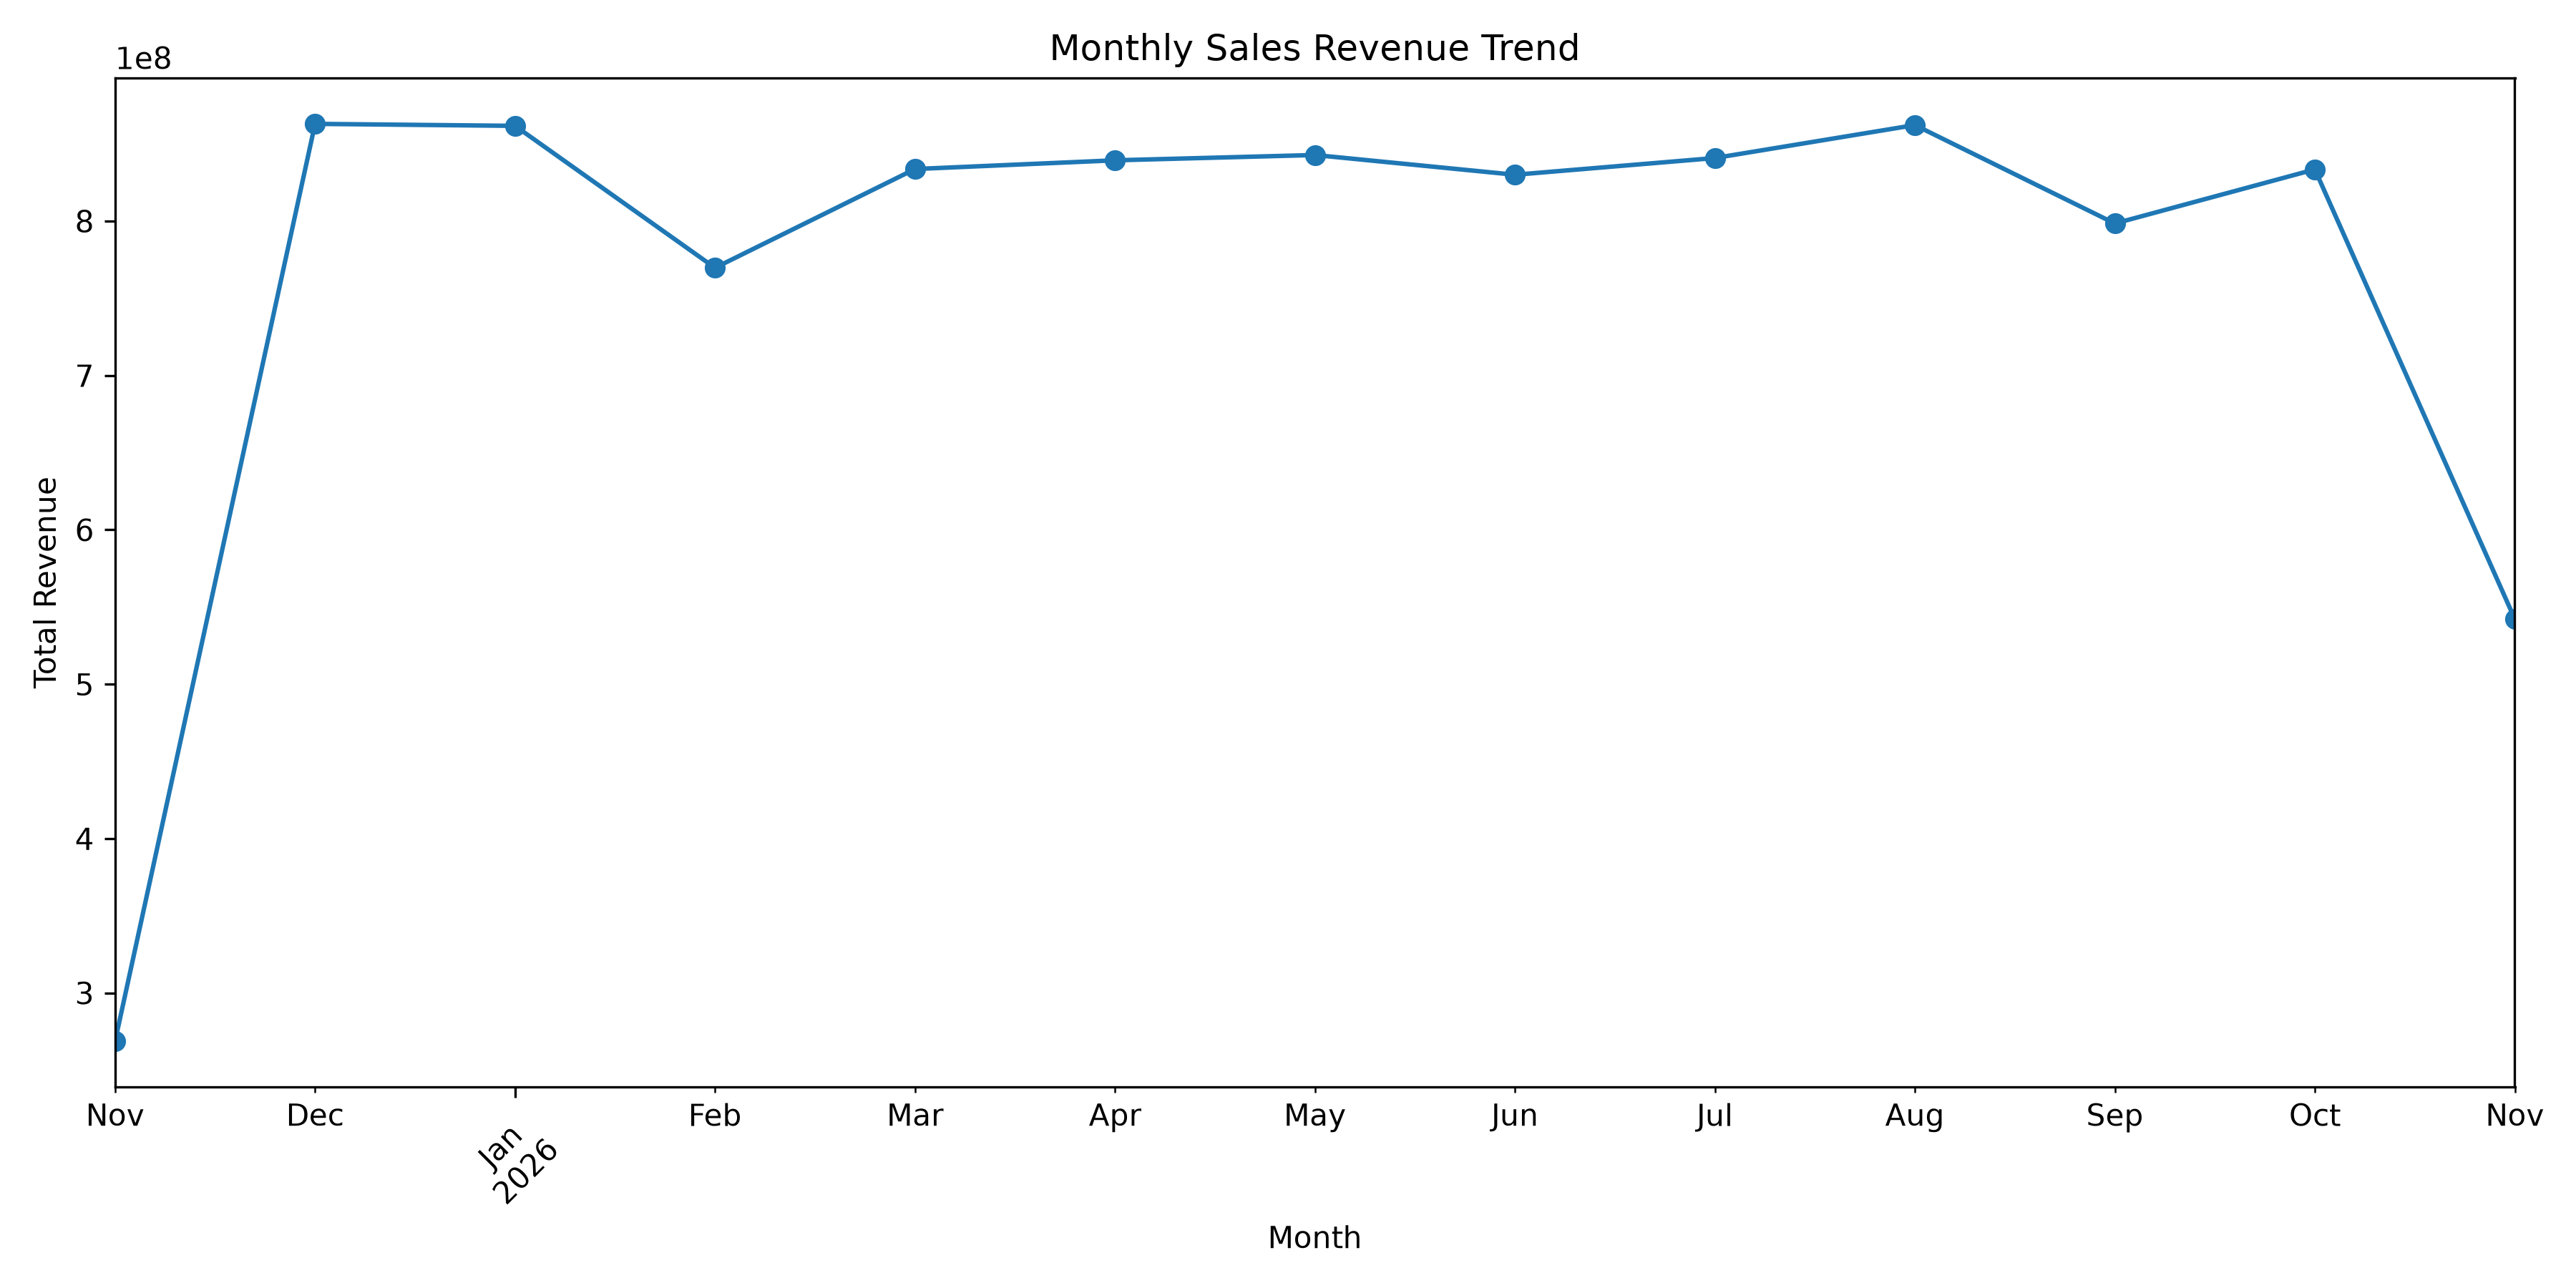 Monthly Sales Revenue Trend
1e8
8
7
6
5
4
3
Total Revenue
Nov Dec Jan Feb Mar Apr May Jun Jul Aug Sep Oct Nov
2026
Month